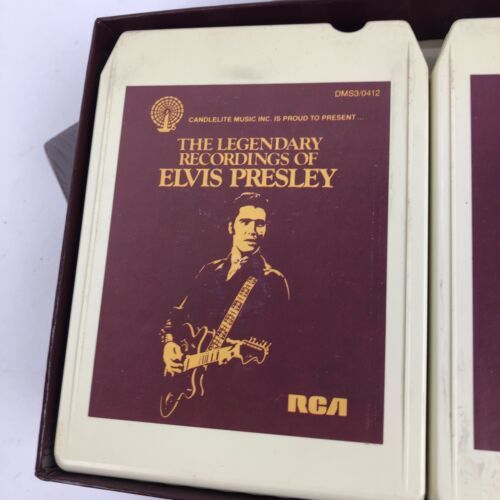 DMS3/0412
CANDLELITE MUSIC INC. IS PROUD TO PRESENT...
THE LEGENDARY
RECORDINGS OF
ELVIS PRESLEY
RCA